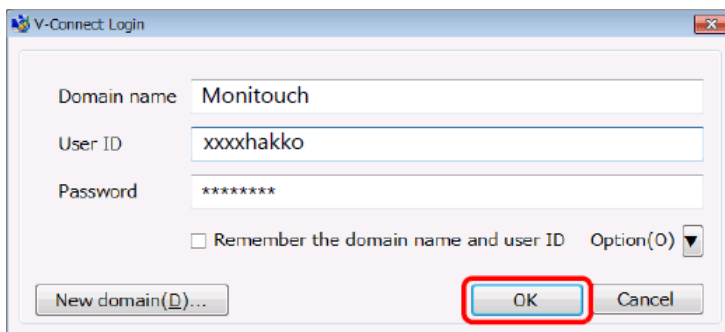 V-Connect Login
Domain name Monitouch
User ID xxxxhakko
Password ********
Remember the domain name and user ID Option(O) ▼
New domain(D)... OK Cancel